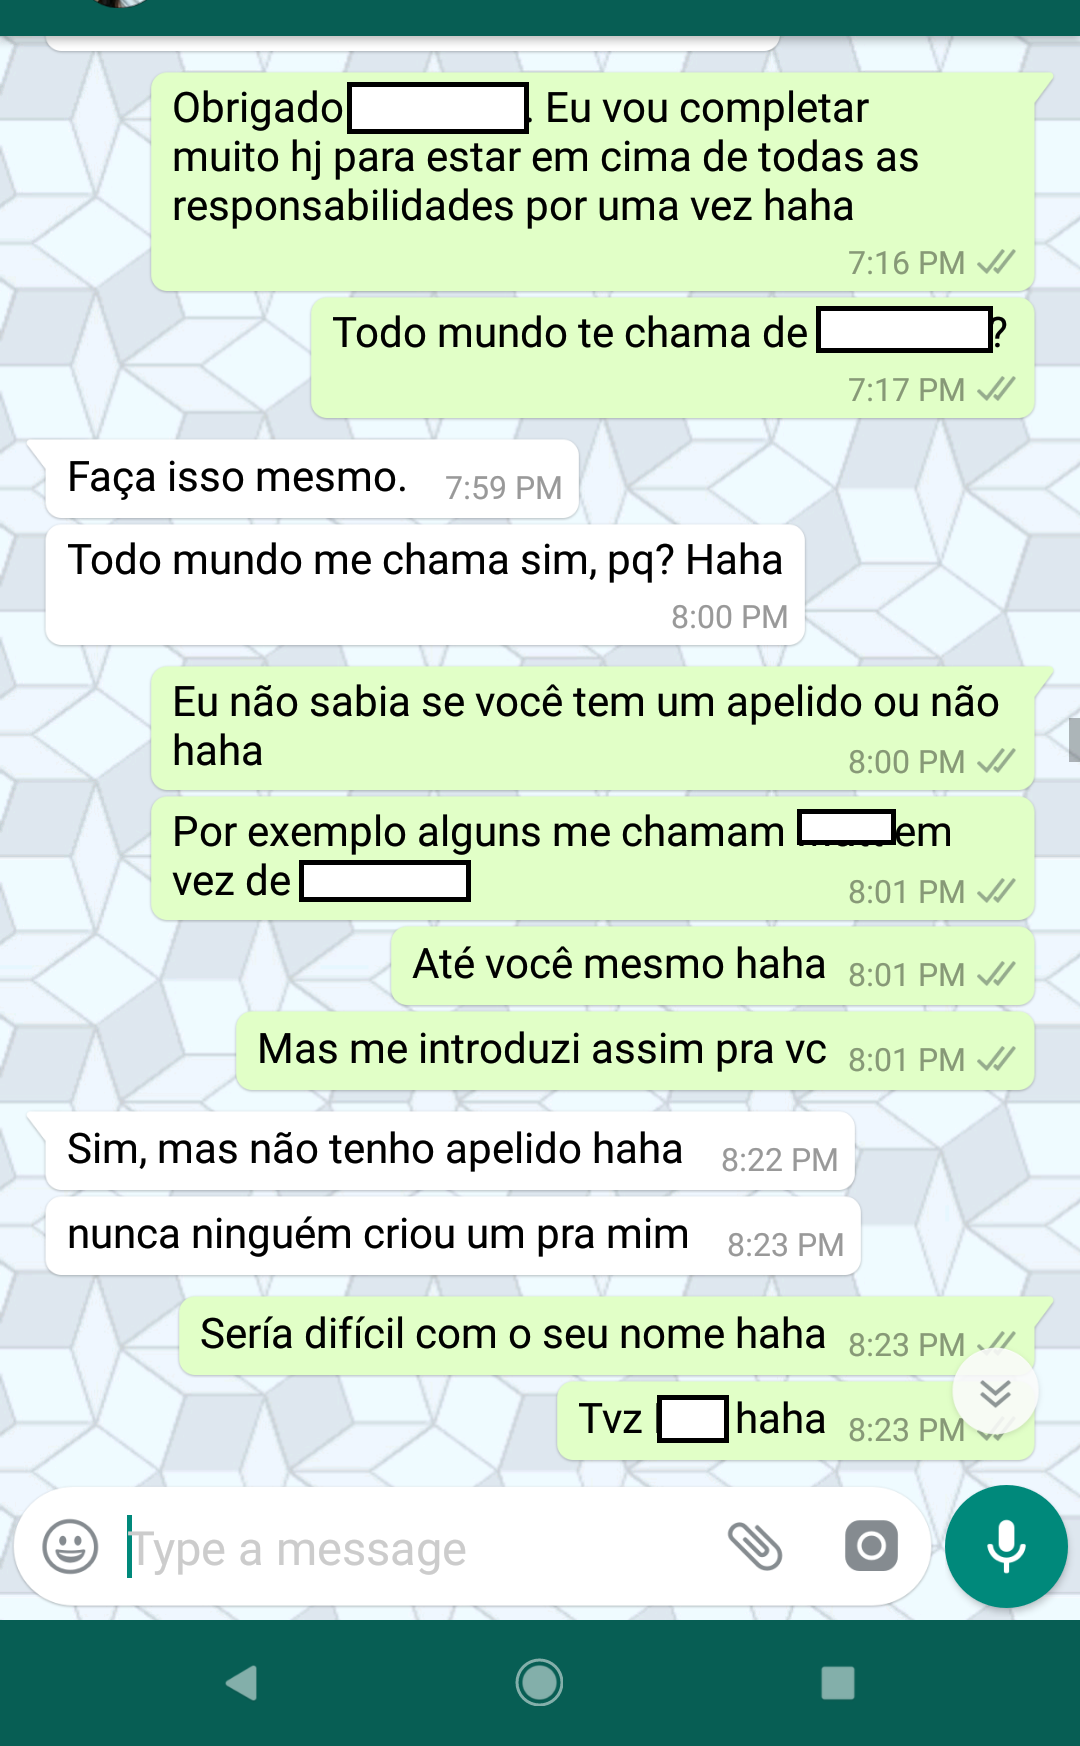 Obrigado . Eu vou completar
muito hj para estar em cima de todas as
responsabilidades por uma vez haha
7:16 PM
Todo mundo te chama de ?
7:17 PM
Faça isso mesmo. 7:59 PM
Todo mundo me chama sim, pq? Haha
8:00 PM
Eu não sabia se você tem um apelido ou não
haha 8:00 PM
Por exemplo alguns me chamam em
vez de 8:01 PM
Até você mesmo haha 8:01 PM
Mas me introduzi assim pra vc 8:01 PM
Sim, mas não tenho apelido haha 8:22 PM
nunca ninguém criou um pra mim 8:23 PM
Sería difícil com o seu nome haha 8:23 PM
Tvz haha 8:23 PM
Type a message